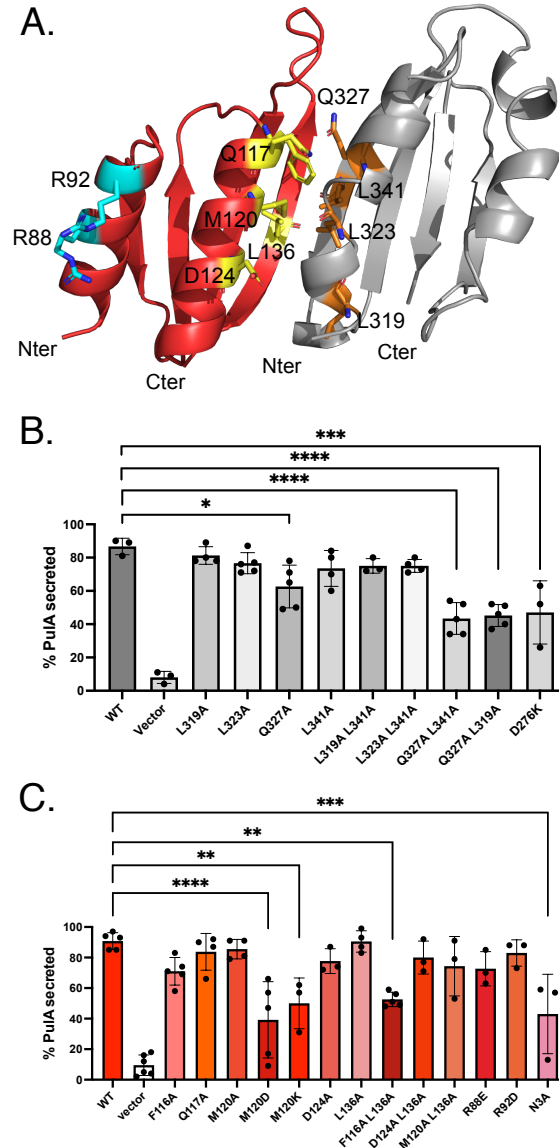 A.
Q327
Q117
R92
L341
M120
L323
R88
L136
D124
L319
Nter
Nter
Cter
Cter
B.
***
****
****
*
% PulA secreted
100
80
60
40
20
0
WT
Vector
L319A
L323A
Q327A
L341A
L319A L341A
L323A L341A
Q327A L341A
Q327A L319A
D276K
C.
***
**
**
****
% PulA secreted
100
80
60
40
20
0
WT
vector
F116A
Q117A
M120A
M120D
M120K
D124A
L136A
F116A L136A
D124A L136A
M120A L136A
R88E
R92D
N3A